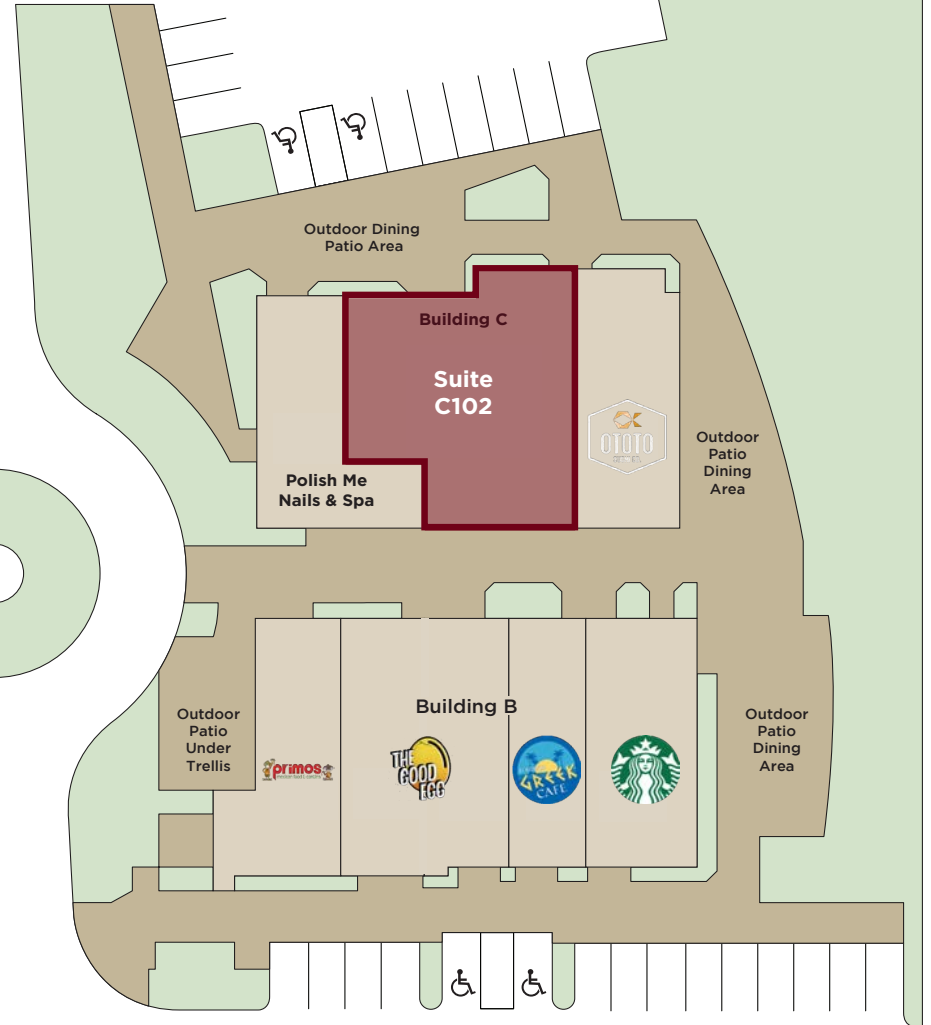 Outdoor Dining
Patio Area
Building C
Suite
C102
OTOTO
Polish Me
Nails & Spa
Outdoor
Patio
Dining
Area
Building B
Outdoor
Patio
Under
Trellis
primos
THE
GOOD
EGG
GREEK
CAFE
Outdoor
Patio
Dining
Area